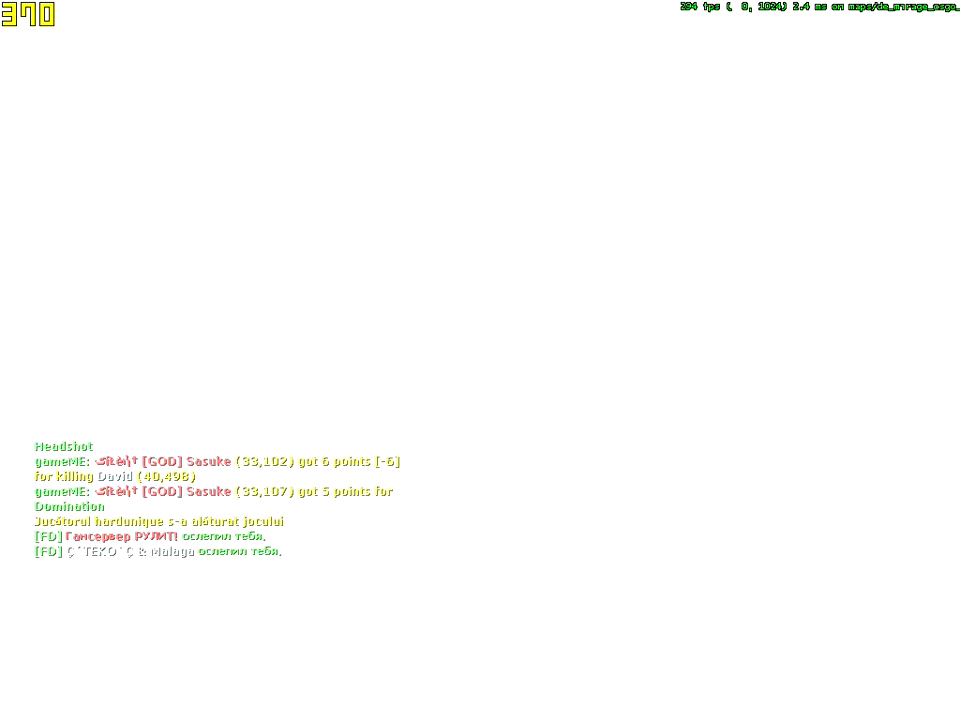 370
294 fps ( 0, 1024) 2.4 ms on maps/de_mirage_csgo_
Headshot
gameME: [GOD] Sasuke (33,102) got 6 points [-6]
for killing David (40,498)
gameME: [GOD] Sasuke (33,107) got 5 points for
Domination
Jucătorul hardunique s-a alăturat jocului
[FD] Гансервер РУЛИТ! ослепил тебя.
[FD] Ç`TEKO`Ç & Malaga ослепил тебя.